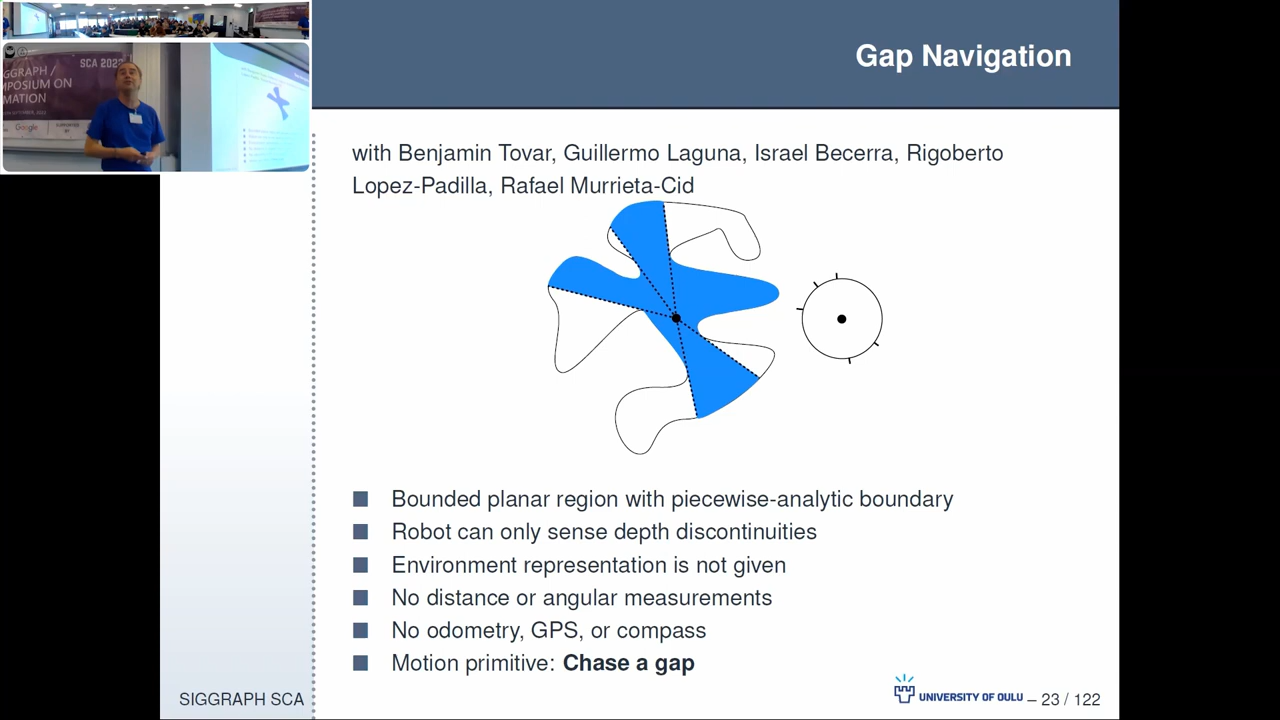 SCA 202
GGRAPH /
MPOSIUM ON
MATION
Google
Gap Navigation
with Benjamin Tovar, Guillermo Laguna, Israel Becerra, Rigoberto
Lopez-Padilla, Rafael Murrieta-Cid
Bounded planar region with piecewise-analytic boundary
Robot can only sense depth discontinuities
Environment representation is not given
No distance or angular measurements
No odometry, GPS, or compass
Motion primitive: Chase a gap
SIGGRAPH SCA
UNIVERSITY OF OULU – 23 / 122